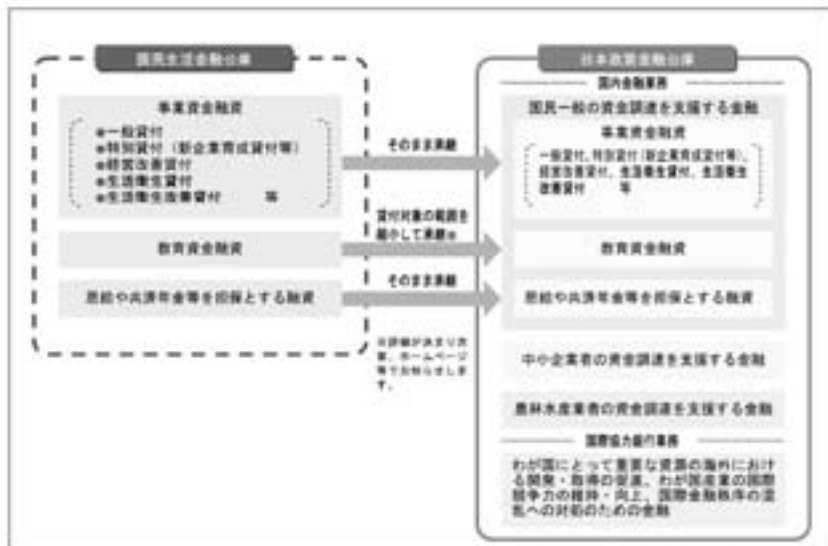 国民生活金融公庫
事業資金融資
●一般貸付
●特別貸付（新企業育成貸付等）
●経営改善貸付
●生活衛生貸付
●生活衛生改善貸付　等
教育資金融資
恩給や共済年金等を担保とする融資
そのまま承継
貸付対象の範囲を
縮小して承継※
そのまま承継
※詳細が決まり次
第、ホームページ
等でお知らせしま
す。
日本政策金融公庫
国内金融業務
国民一般の資金調達を支援する金融
事業資金融資
一般貸付、特別貸付（新企業育成貸付等）、
経営改善貸付、生活衛生貸付、生活衛生
改善貸付　等
教育資金融資
恩給や共済年金等を担保とする融資
中小企業者の資金調達を支援する金融
農林水産業者の資金調達を支援する金融
国際協力銀行業務
わが国にとって重要な資源の海外におけ
る開発・取得の促進、わが国産業の国際
競争力の維持・向上、国際金融秩序の混
乱への対処のための金融